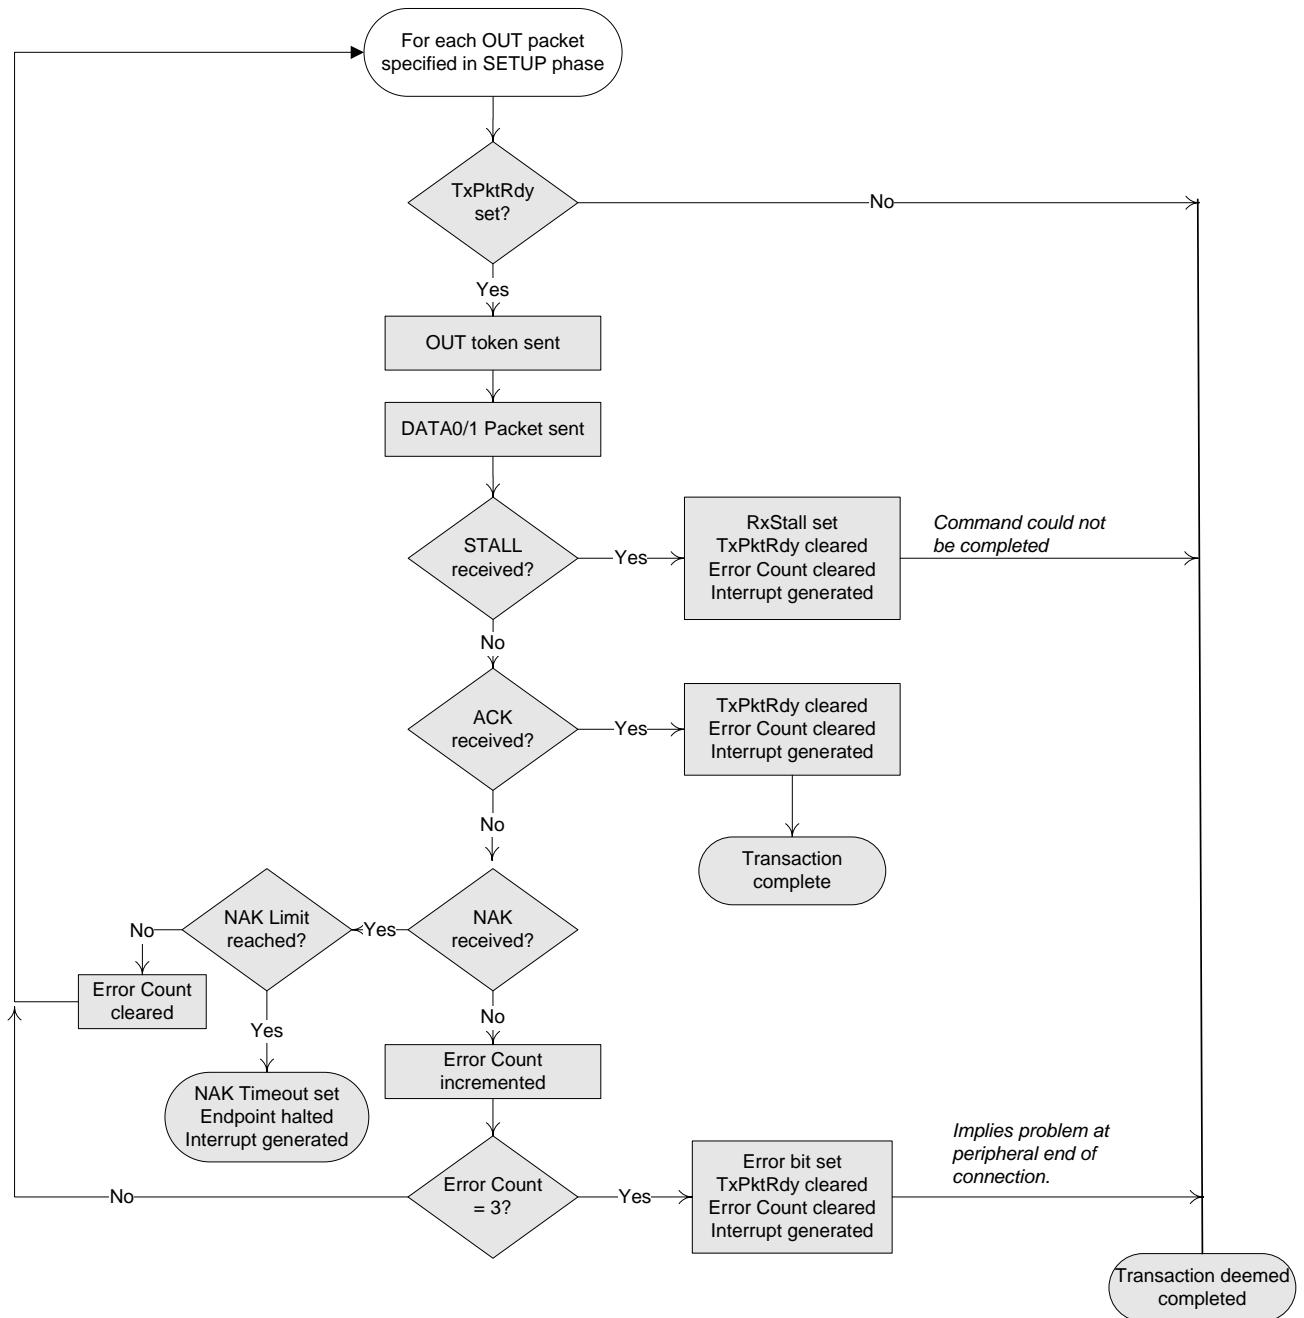 For each OUT packet
specified in SETUP phase
TxPktRdy
set?
No
Yes
OUT token sent
DATA0/1 Packet sent
STALL
received?
Yes
RxStall set
TxPktRdy cleared
Error Count cleared
Interrupt generated
Command could not
be completed
No
ACK
received?
Yes
TxPktRdy cleared
Error Count cleared
Interrupt generated
No
Transaction
complete
NAK
received?
Yes
NAK Limit
reached?
No
Error Count
cleared
Yes
NAK Timeout set
Endpoint halted
Interrupt generated
No
Error Count
incremented
Error Count
= 3?
No
Yes
Error bit set
TxPktRdy cleared
Error Count cleared
Interrupt generated
Implies problem at
peripheral end of
connection.
Transaction deemed
completed